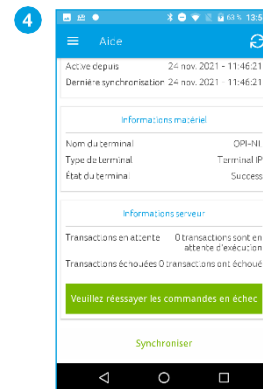 4
63 % 13:5
Aice
Active depuis 24 nov. 2021 - 11:46:21
Dernière synchronisation 24 nov. 2021 - 11:46:21
Informations matériel
Nom du terminal OPI-NI
Type de terminal Terminal IP
État du terminal Success
Informations serveur
Transactions en attente 0 transactions sont en
attente d'exécution
Transactions échouées 0 transactions ont échoué
Veuillez réessayer les commandes en échec
Synchroniser